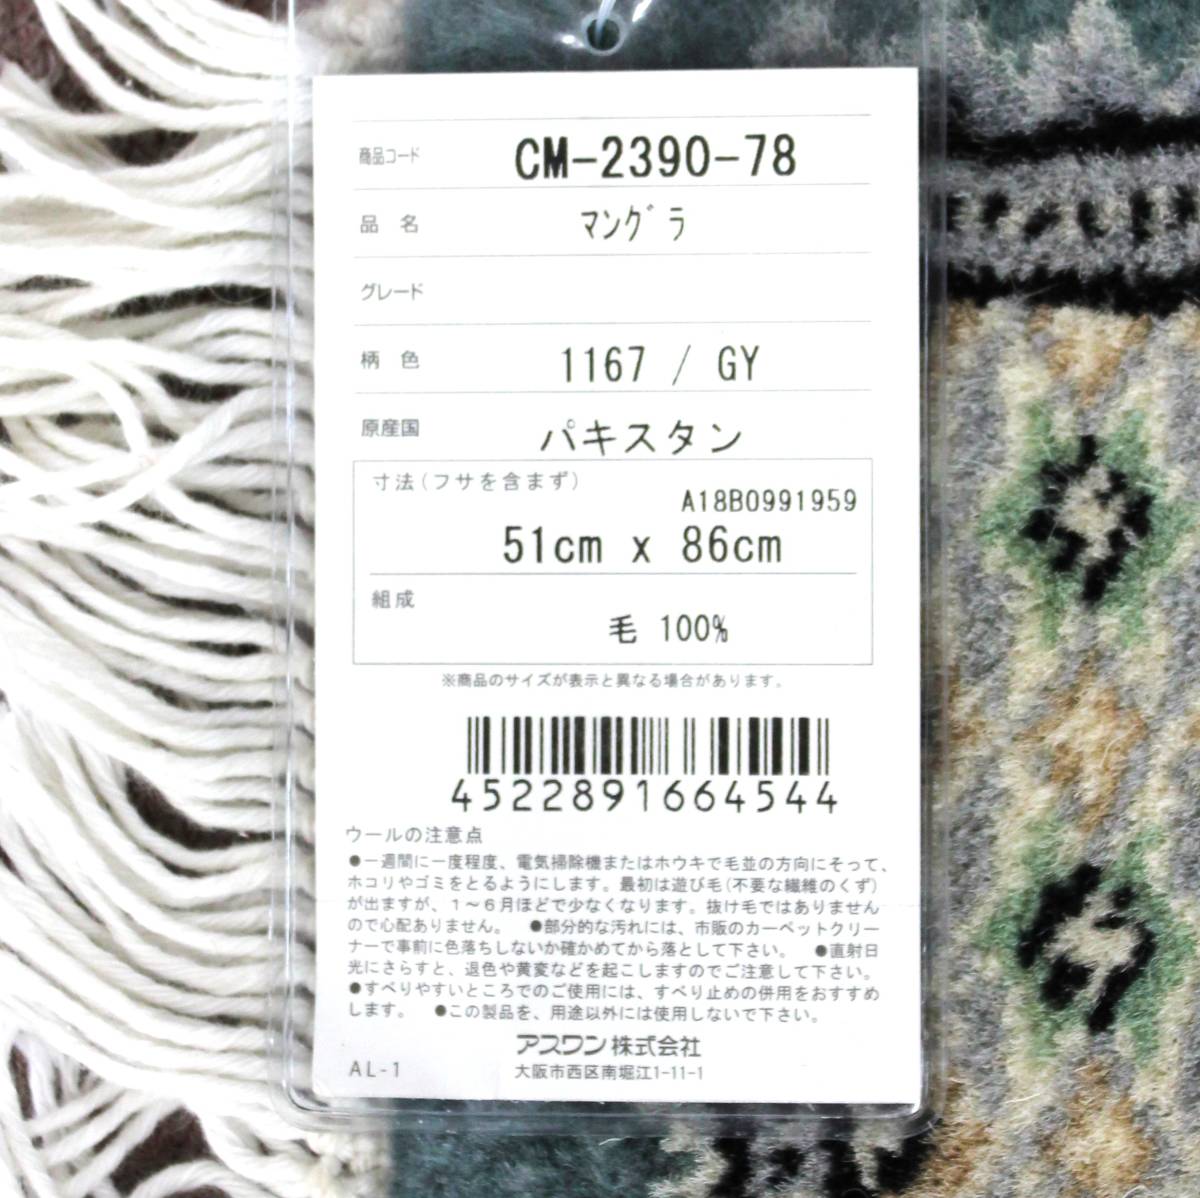 商品コード CM-2390-78
品名 ﾏﾝｸﾞﾗ
グレード
柄色 1167 / GY
原産国 パキスタン
寸法(フサを含まず)
A18B0991959
51cm x 86cm
組成
毛 100%
※商品のサイズが表示と異なる場合があります。
4522891664544
ウールの注意点
●一週間に一度程度、電気掃除機またはホウキで毛並の方向にそって、
ホコリやゴミをとるようにします。最初は遊び毛(不要な繊維のくず)
が出ますが、1～6月ほどで少なくなります。抜け毛ではありません
ので心配ありません。 ●部分的な汚れには、市販のカーペットクリー
ナーで事前に色落ちしないか確かめてから落として下さい。 ●直射日
光にさらすと、退色や黄変などを起こしますのでご注意して下さい。
●すべりやすいところでのご使用には、すべり止めの併用をおすすめ
します。 ●この製品を、用途以外には使用しないで下さい。
アスワン株式会社
AL-1 大阪市西区南堀江1-11-1